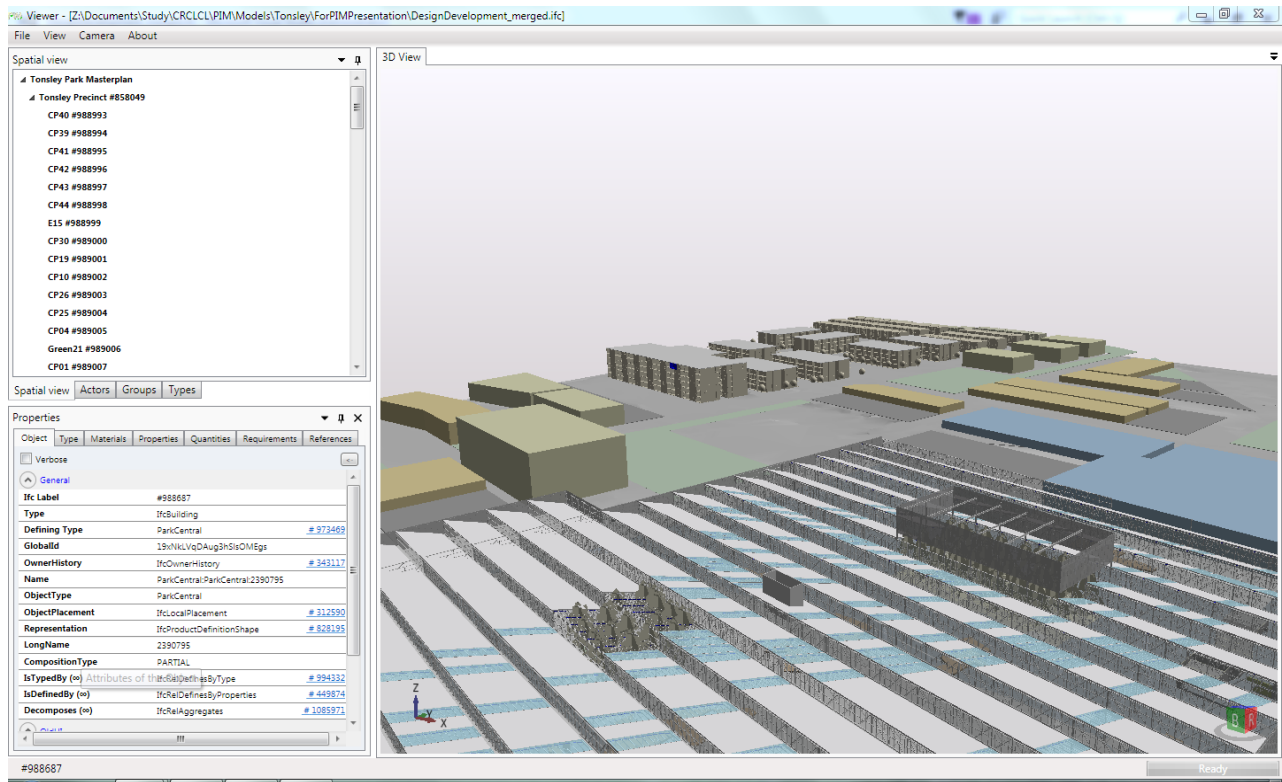 Viewer - [Z:\Documents\Study\CRCLCL\PIM\Models\Tonsley\ForPIMPresentation\DesignDevelopment_merged.ifc]
File View Camera About
Spatial view
3D View
Tonsley Park Masterplan
Tonsley Precinct #858049
CP40 #988993
CP39 #988994
CP41 #988995
CP42 #988996
CP43 #988997
CP44 #988998
E15 #988999
CP30 #989000
CP19 #989001
CP10 #989002
CP26 #989003
CP25 #989004
CP04 #989005
Green21 #989006
CP01 #989007
Spatial view Actors Groups Types
Properties
Object Type Materials Properties Quantities Requirements References
Verbose
General
Ifc Label #988687
Type IfcBuilding
Defining Type ParkCentral # 973469
GlobalId 19xNkLVqDAug3hSIsOMEgs
OwnerHistory IfcOwnerHistory # 343117
Name ParkCentral:ParkCentral:2390795
ObjectType ParkCentral
ObjectPlacement IfcLocalPlacement # 312590
Representation IfcProductDefinitionShape # 828195
LongName 2390795
CompositionType PARTIAL
IsTypedBy (∞) Attributes of the IfcRelDefinesByType # 994332
IsDefinedBy (∞) IfcRelDefinesByProperties # 449874
Decomposes (∞) IfcRelAggregates # 1085971
Z
Y
X
B R
#988687
Ready